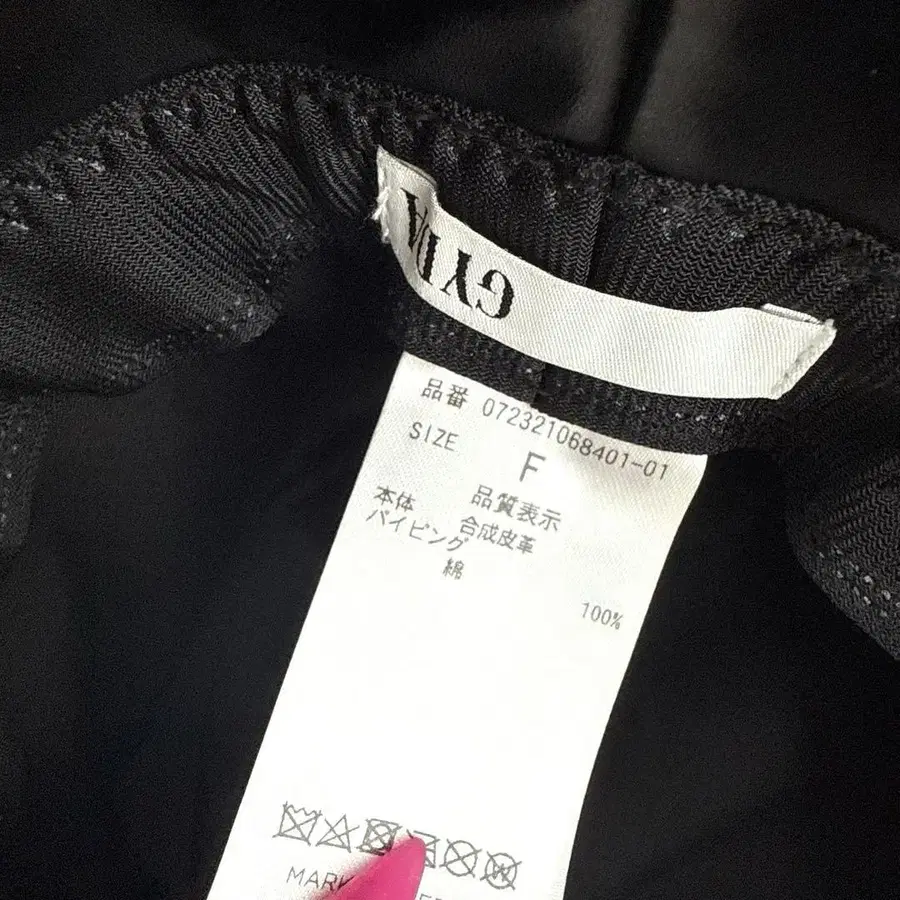 GYDA
品番 072321068401-01
SIZE F
品質表示
本体 合成皮革
パイピング
綿 100%